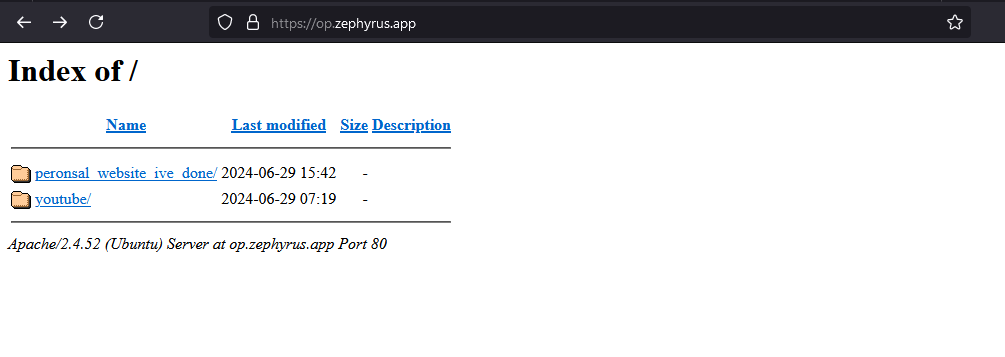 https://op.zephyrus.app
Index of /
Name Last modified Size Description
peronsal_website_ive_done/ 2024-06-29 15:42 -
youtube/ 2024-06-29 07:19 -
Apache/2.4.52 (Ubuntu) Server at op.zephyrus.app Port 80